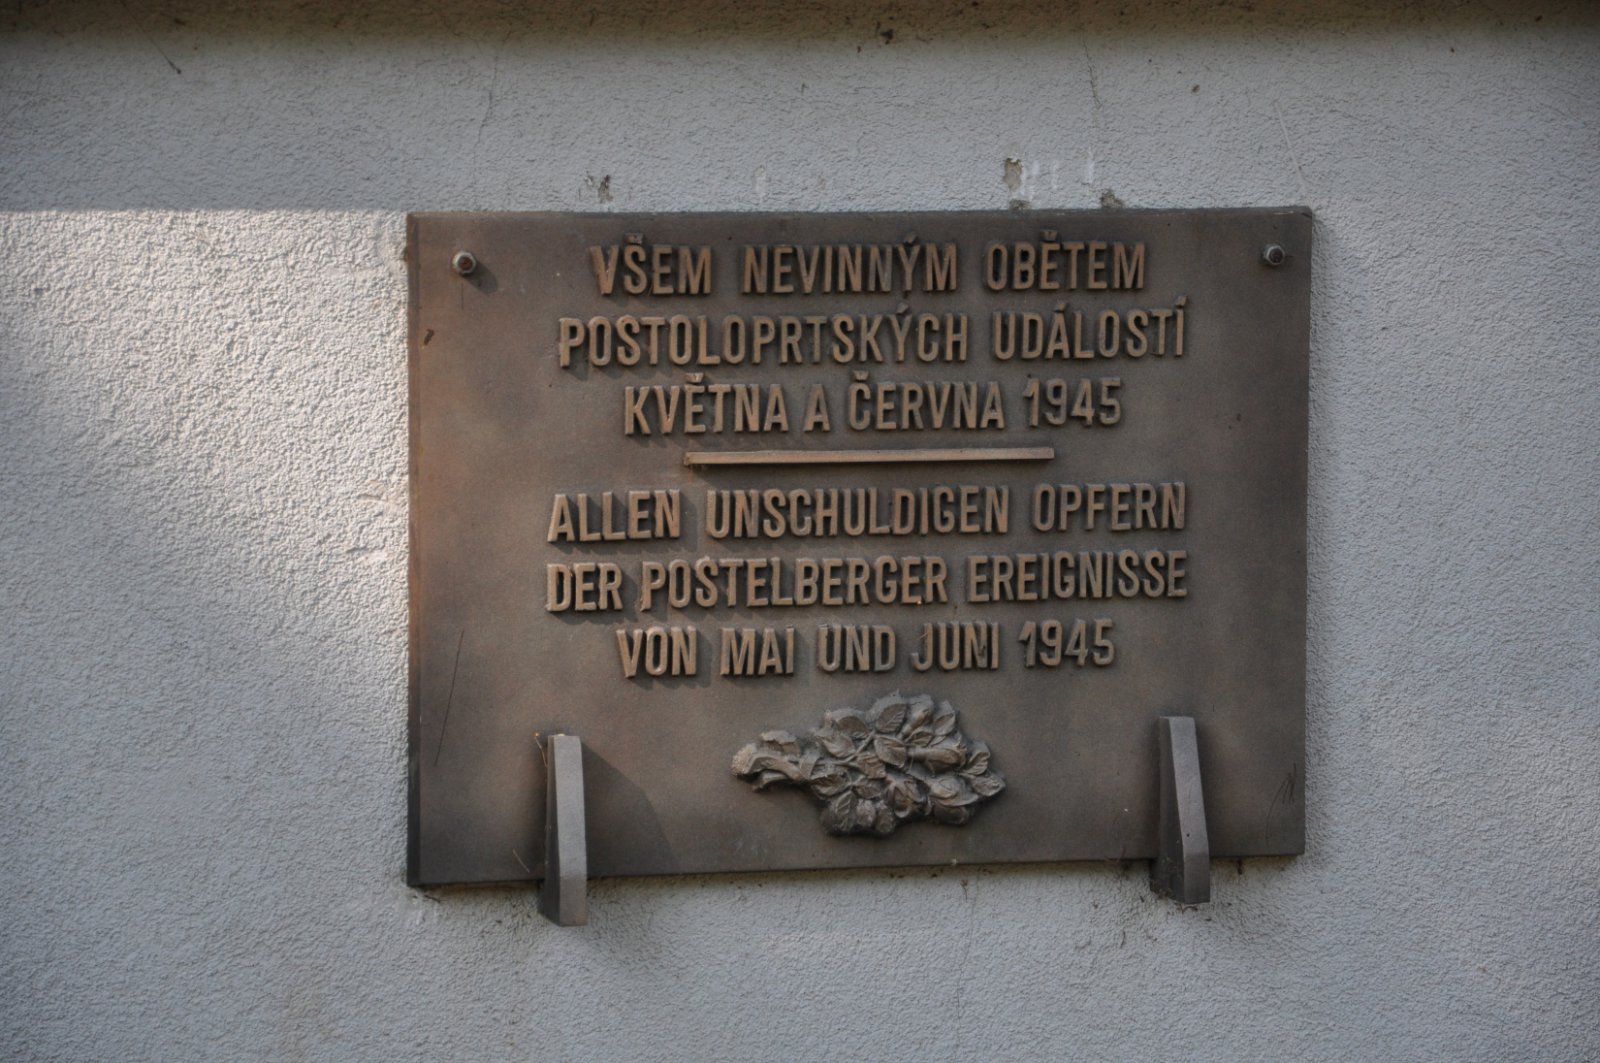 VŠEM NEVINNÝM OBĚTEM
POSTOLOPRTSKÝCH UDÁLOSTÍ
KVĚTNA A ČERVNA 1945
ALLEN UNSCHULDIGEN OPFERN
DER POSTELBERGER EREIGNISSE
VON MAI UND JUNI 1945